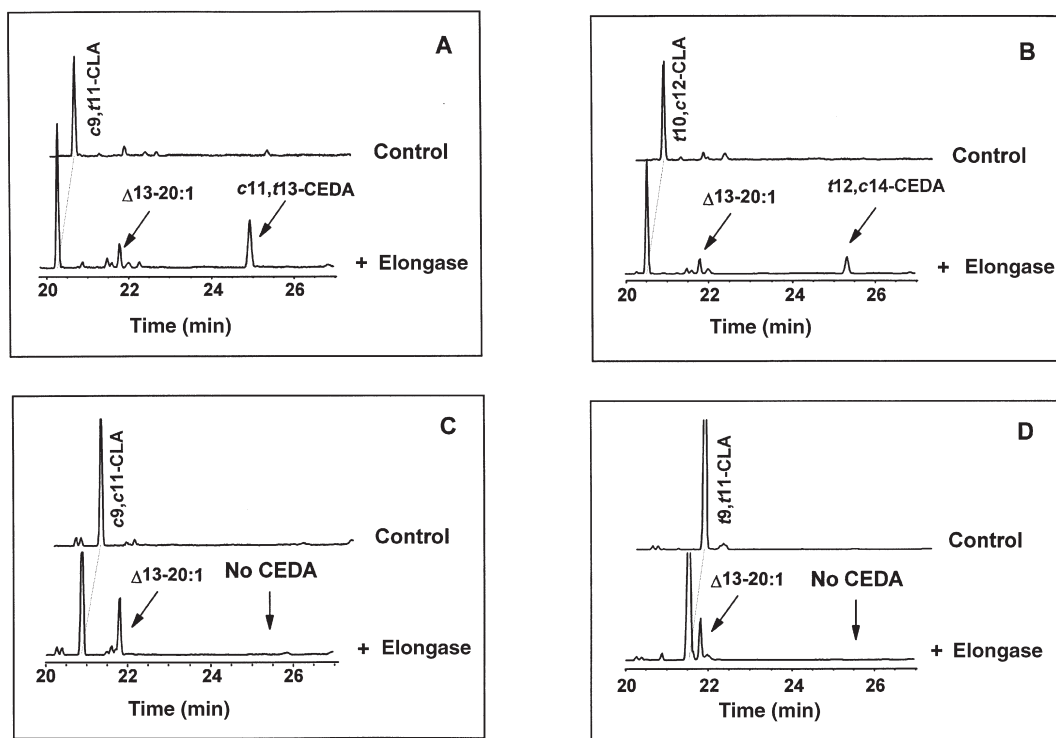 A
c9,t11-CLA
Control
Δ13-20:1
c11,t13-CEDA
+ Elongase
20 22 24 26
Time (min)
B
t10,c12-CLA
Control
Δ13-20:1
t12,c14-CEDA
+ Elongase
20 22 24 26
Time (min)
C
c9,c11-CLA
Control
Δ13-20:1
No CEDA
+ Elongase
20 22 24 26
Time (min)
D
t9,t11-CLA
Control
Δ13-20:1
No CEDA
+ Elongase
20 22 24 26
Time (min)